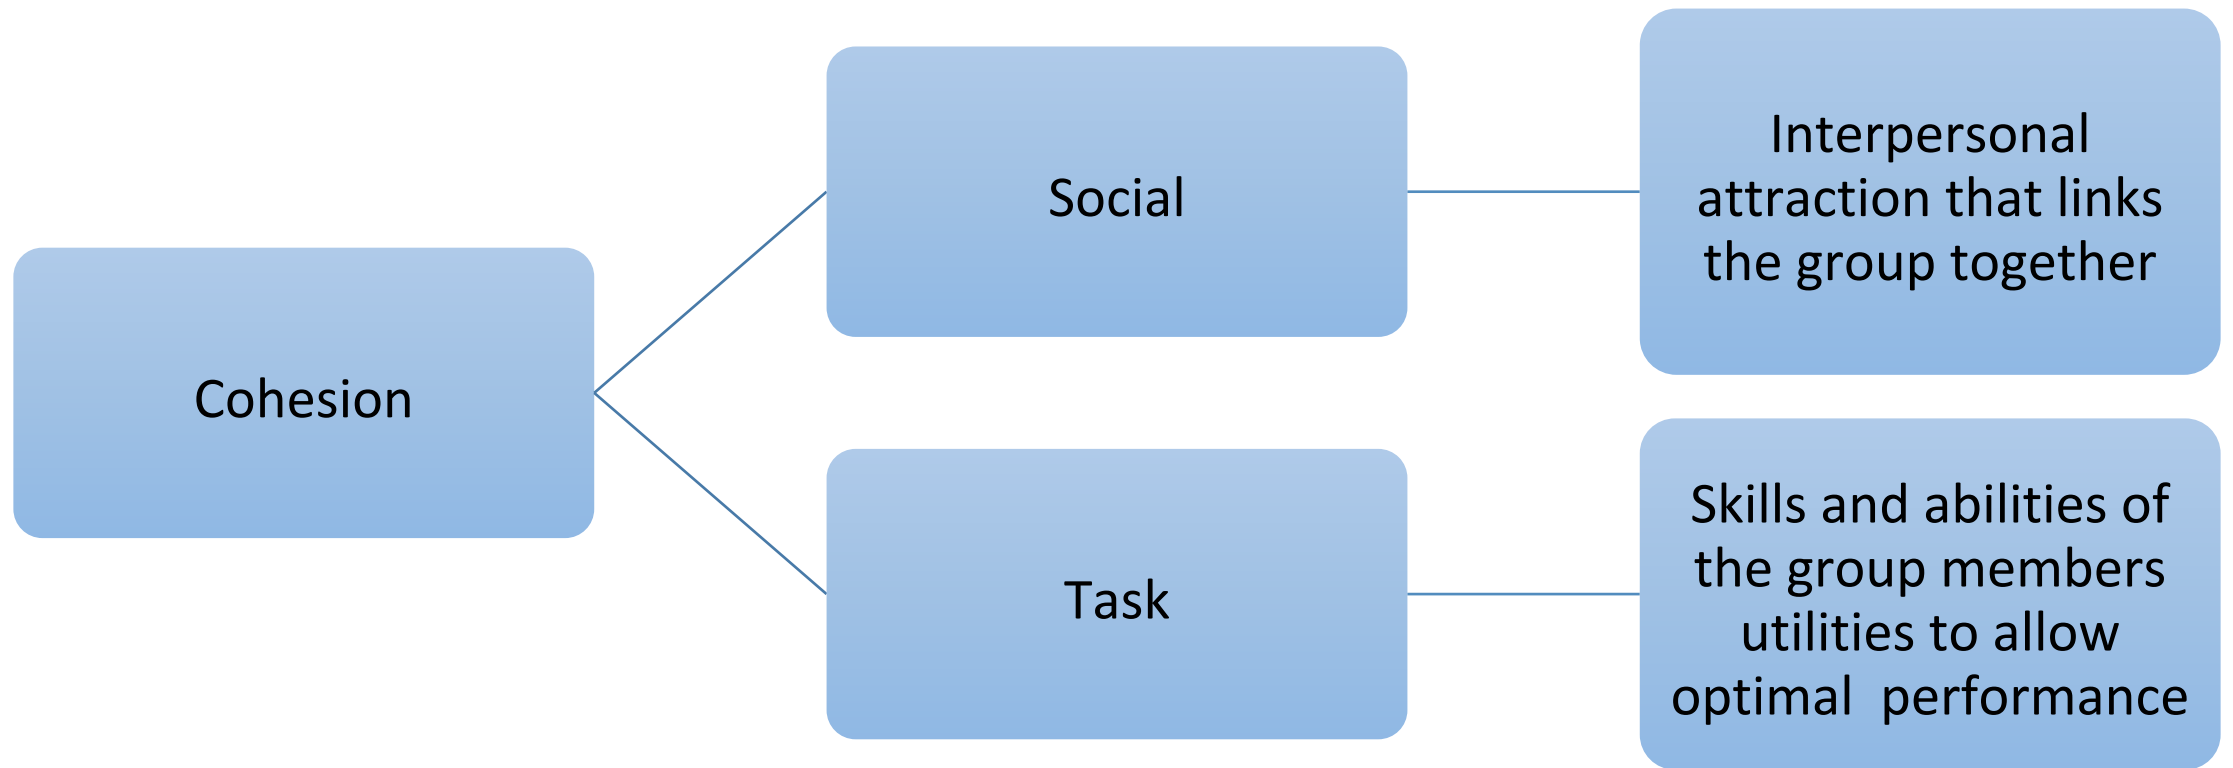 Cohesion
Social
Interpersonal
attraction that links
the group together
Task
Skills and abilities of
the group members
utilities to allow
optimal  performance